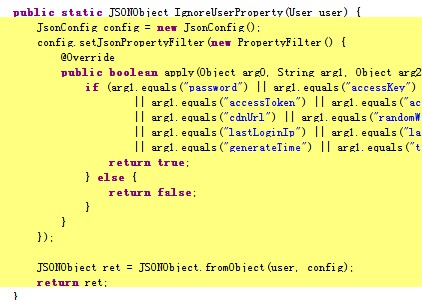 public static JSONObject IgnoreUserProperty(User user) {
JsonConfig config = new JsonConfig();
config.setJsonPropertyFilter(new PropertyFilter() {
@Override
public boolean apply(Object arg0, String arg1, Object arg2
if (arg1.equals("password") || arg1.equals("accessKey")
|| arg1.equals("accessToken") || arg1.equals("ac
|| arg1.equals("cdnUrl") || arg1.equals("randomW
|| arg1.equals("lastLoginIp") || arg1.equals("la
|| arg1.equals("generateTime") || arg1.equals("t
return true;
} else {
return false;
}
}
});
JSONObject ret = JSONObject.fromObject(user, config);
return ret;
}